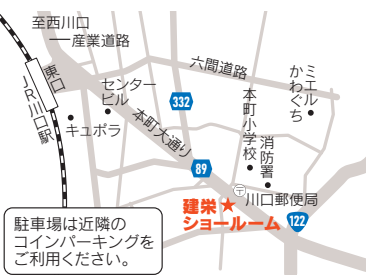 至西川口
産業道路
東口
JR川口駅
センター
ビル
キュポラ
332
本町大通り
89
六間道路
ミエル
かわぐち
本町小学校
消防署
〒
川口郵便局
建栄★
ショールーム
122
駐車場は近隣の
コインパーキングを
ご利用ください。